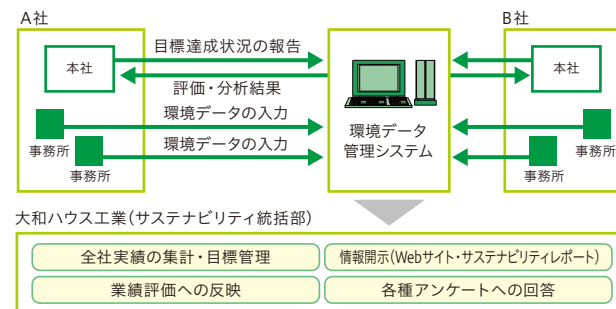 A社
B社
目標達成状況の報告
本社
本社
評価・分析結果
環境データの入力
環境データ
管理システム
事務所
事務所
環境データの入力
事務所
事務所
大和ハウス工業(サステナビリティ統括部)
全社実績の集計・目標管理
情報開示(Webサイト・サステナビリティレポート)
業績評価への反映
各種アンケートへの回答